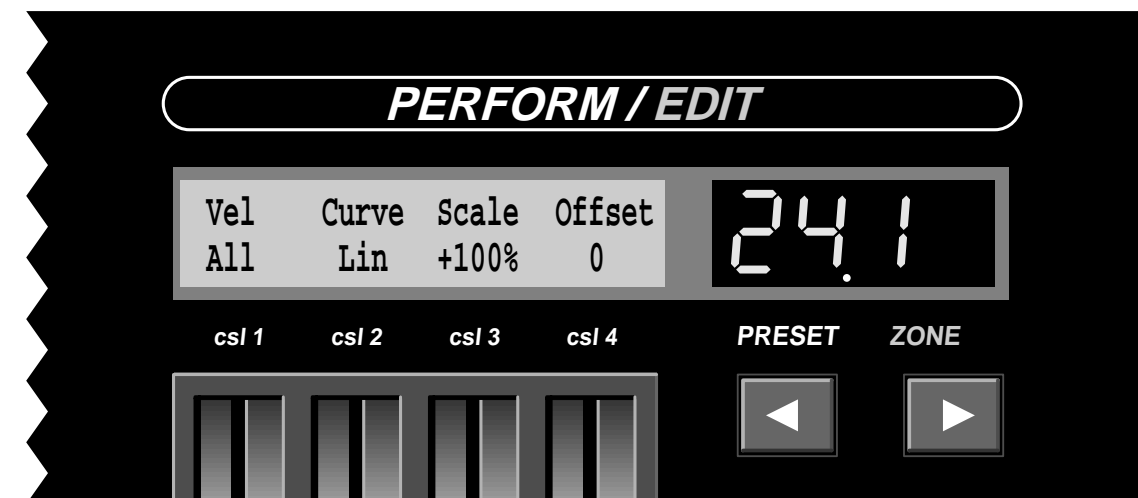 PERFORM / EDIT
Vel Curve Scale Offset
All Lin +100% 0
24.1
csl 1 csl 2 csl 3 csl 4
PRESET ZONE